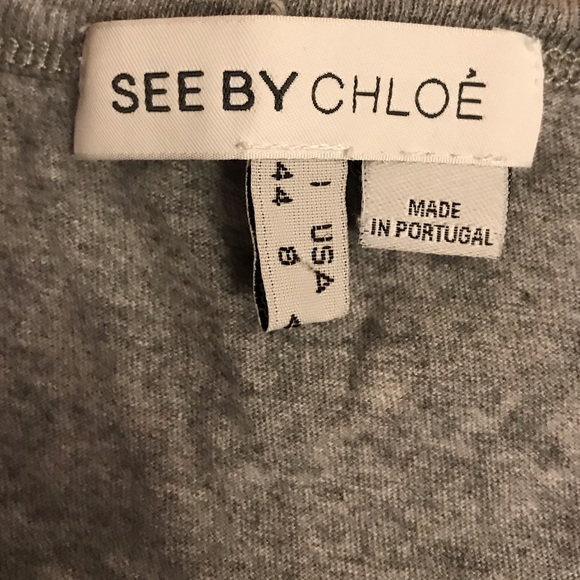 SEE BY CHLOÉ
I USA
44 8
MADE
IN PORTUGAL